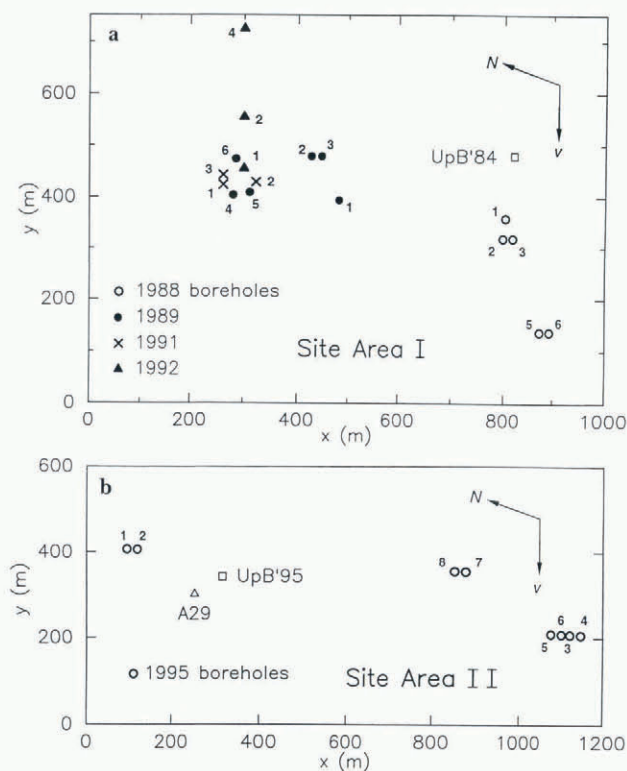 a
4
N
600
2
v
6
2 3
UpB'84
3 1
2
1
4 5
1
400
1
2 3
y (m)
1988 boreholes
200
1989
5 6
1991
Site Area I
1992
0
0 200 400 600 800 1000
x (m)
600
b
N
1 2
400
8 7
UpB'95
v
A29
6 4
5 3
y (m)
200
1995 boreholes
Site Area II
0
0 200 400 600 800 1000 1200
x (m)